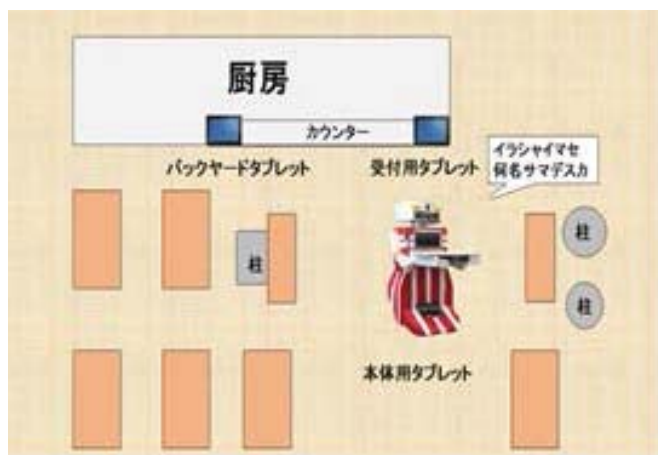 厨房
カウンター
バックヤードタブレット
受付用タブレット
イラシャイマセ
何名サマデスカ
柱
柱
柱
本体用タブレット